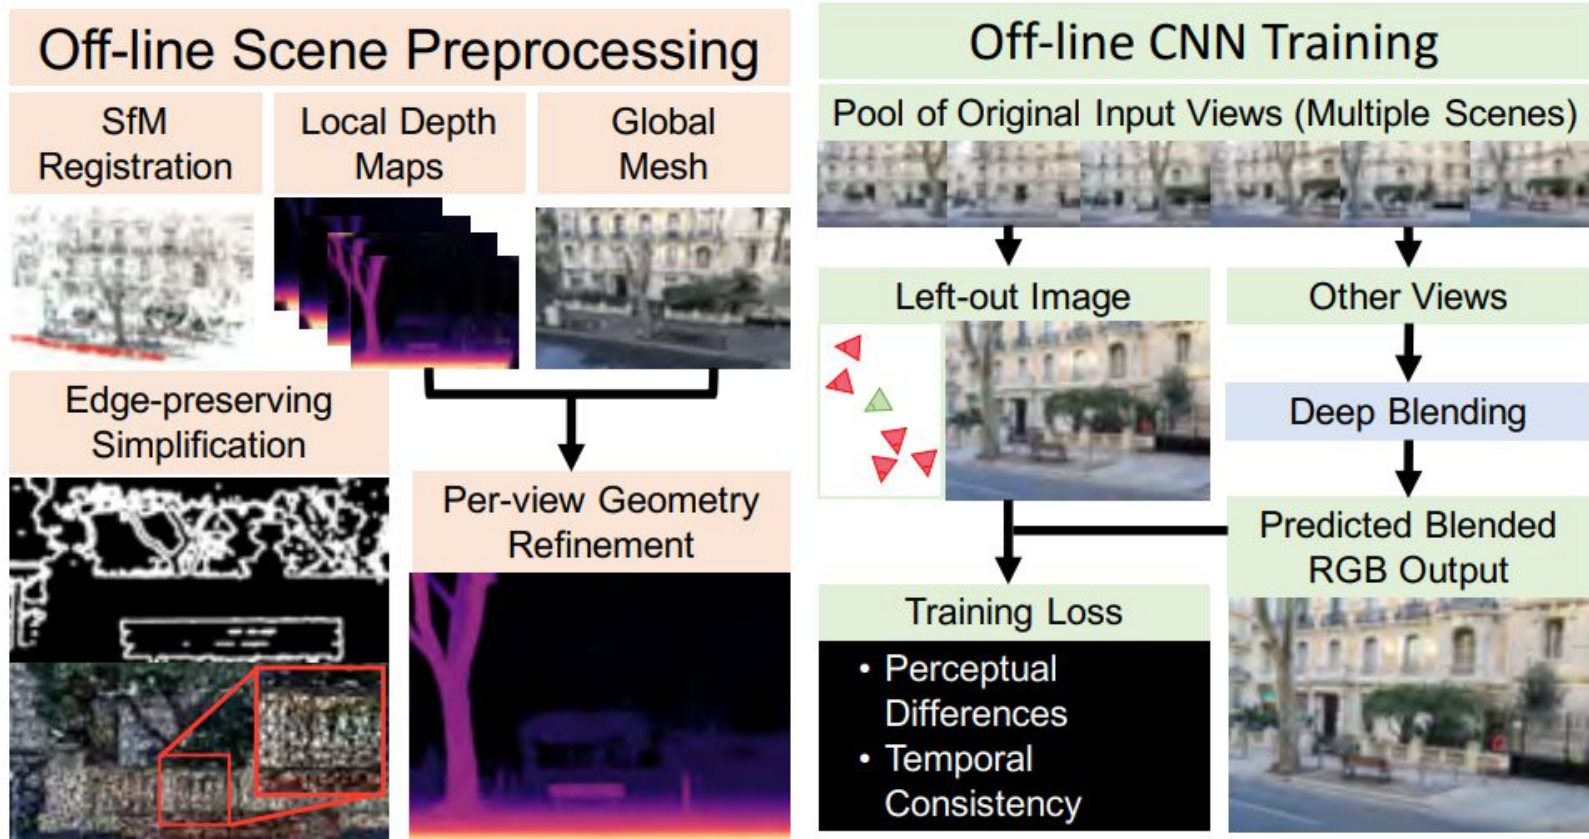 Off-line Scene Preprocessing
SfM
Registration
Local Depth
Maps
Global
Mesh
Edge-preserving
Simplification
Per-view Geometry
Refinement
Off-line CNN Training
Pool of Original Input Views (Multiple Scenes)
Left-out Image
Other Views
Deep Blending
Predicted Blended
RGB Output
Training Loss
• Perceptual
Differences
• Temporal
Consistency